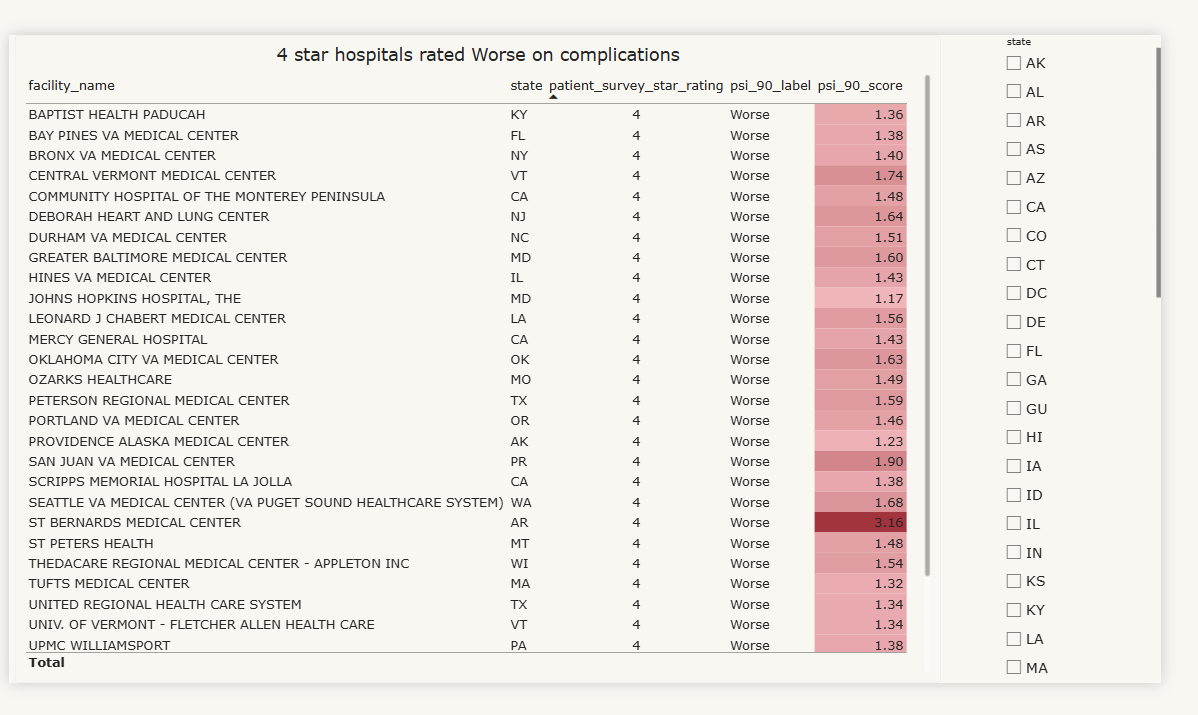 4 star hospitals rated Worse on complications
facility_name state patient_survey_star_rating psi_90_label psi_90_score
BAPTIST HEALTH PADUCAH KY 4 Worse 1.36
BAY PINES VA MEDICAL CENTER FL 4 Worse 1.38
BRONX VA MEDICAL CENTER NY 4 Worse 1.40
CENTRAL VERMONT MEDICAL CENTER VT 4 Worse 1.74
COMMUNITY HOSPITAL OF THE MONTEREY PENINSULA CA 4 Worse 1.48
DEBORAH HEART AND LUNG CENTER NJ 4 Worse 1.64
DURHAM VA MEDICAL CENTER NC 4 Worse 1.51
GREATER BALTIMORE MEDICAL CENTER MD 4 Worse 1.60
HINES VA MEDICAL CENTER IL 4 Worse 1.43
JOHNS HOPKINS HOSPITAL, THE MD 4 Worse 1.17
LEONARD J CHABERT MEDICAL CENTER LA 4 Worse 1.56
MERCY GENERAL HOSPITAL CA 4 Worse 1.43
OKLAHOMA CITY VA MEDICAL CENTER OK 4 Worse 1.63
OZARKS HEALTHCARE MO 4 Worse 1.49
PETERSON REGIONAL MEDICAL CENTER TX 4 Worse 1.59
PORTLAND VA MEDICAL CENTER OR 4 Worse 1.46
PROVIDENCE ALASKA MEDICAL CENTER AK 4 Worse 1.23
SAN JUAN VA MEDICAL CENTER PR 4 Worse 1.90
SCRIPPS MEMORIAL HOSPITAL LA JOLLA CA 4 Worse 1.38
SEATTLE VA MEDICAL CENTER (VA PUGET SOUND HEALTHCARE SYSTEM) WA 4 Worse 1.68
ST BERNARDS MEDICAL CENTER AR 4 Worse 3.16
ST PETERS HEALTH MT 4 Worse 1.48
THEDACARE REGIONAL MEDICAL CENTER - APPLETON INC WI 4 Worse 1.54
TUFTS MEDICAL CENTER MA 4 Worse 1.32
UNITED REGIONAL HEALTH CARE SYSTEM TX 4 Worse 1.34
UNIV. OF VERMONT - FLETCHER ALLEN HEALTH CARE VT 4 Worse 1.34
UPMC WILLIAMSPORT PA 4 Worse 1.38
Total
state
AK
AL
AR
AS
AZ
CA
CO
CT
DC
DE
FL
GA
GU
HI
IA
ID
IL
IN
KS
KY
LA
MA